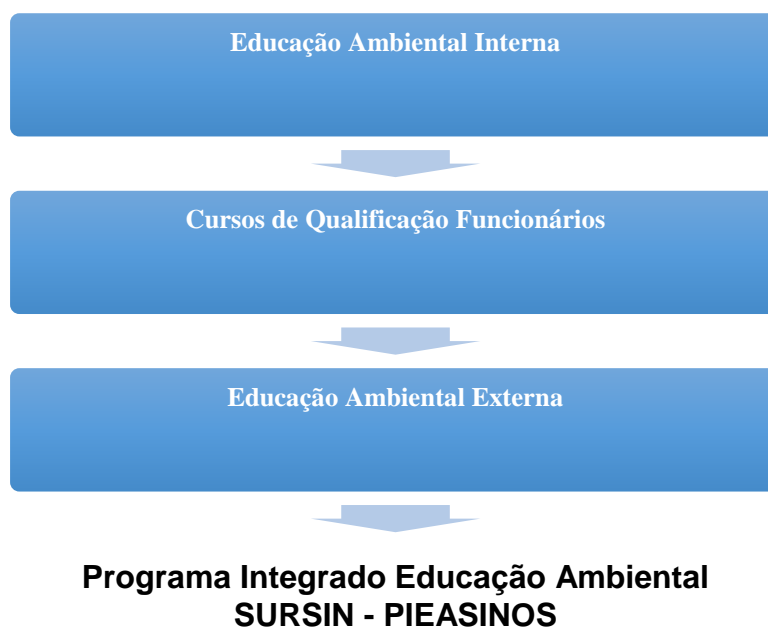 Educação Ambiental Interna
Cursos de Qualificação Funcionários
Educação Ambiental Externa
Programa Integrado Educação Ambiental
SURSIN - PIEASINOS